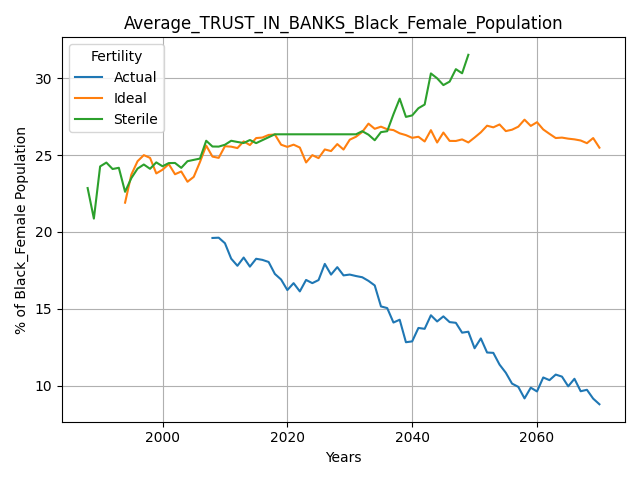 Average_TRUST_IN_BANKS_Black_Female_Population
Fertility
Actual
Ideal
Sterile
% of Black_Female Population
30
25
20
15
10
2000 2020 2040 2060
Years